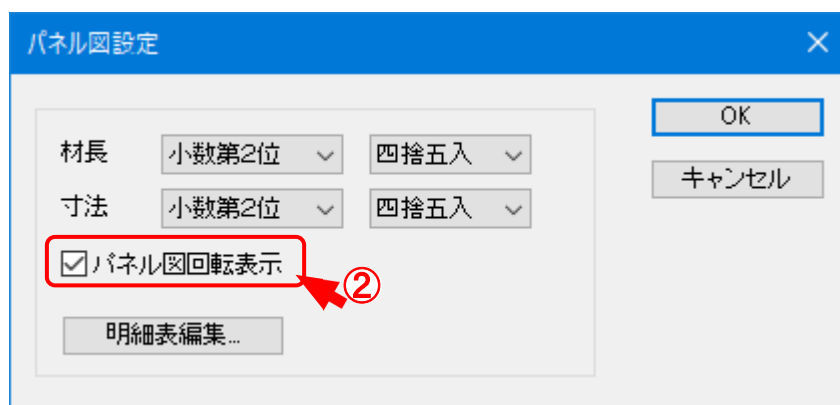 パネル図設定
材長 小数第2位 四捨五入
寸法 小数第2位 四捨五入
パネル図回転表示
②
明細表編集...
OK
キャンセル